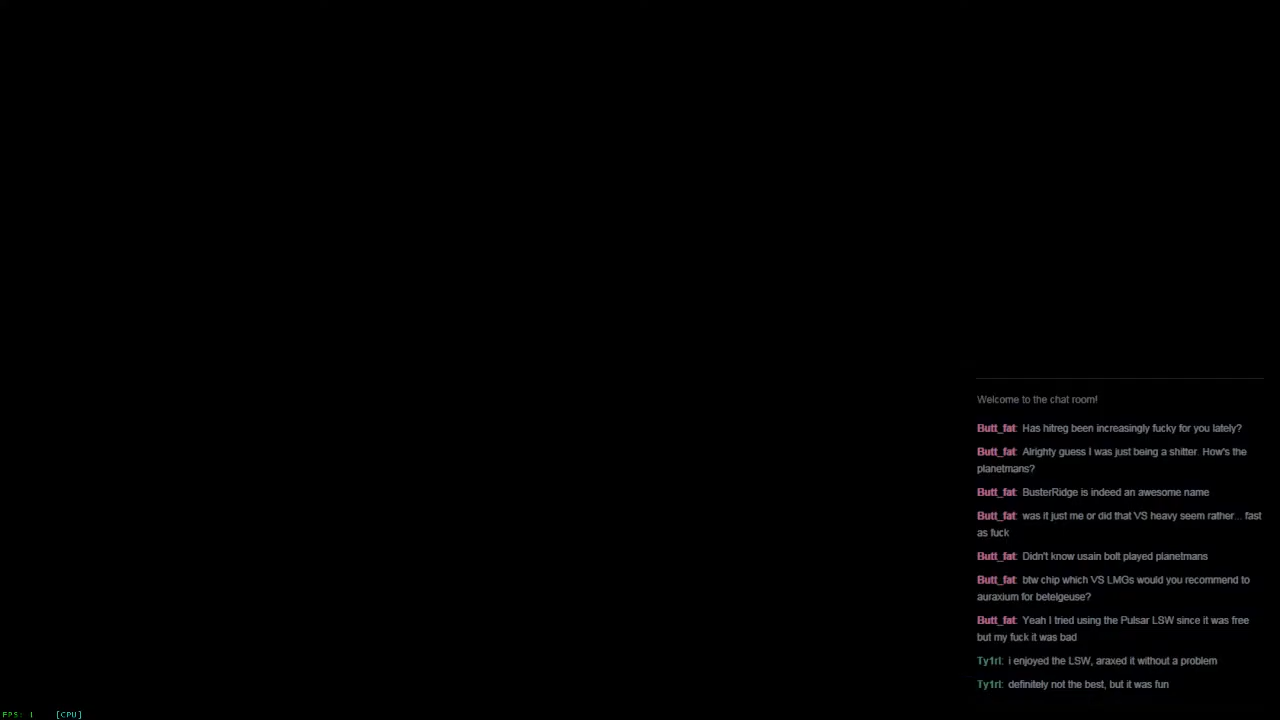 Welcome to the chat room!
Butt_fat: Has hitreg been increasingly fucky for you lately?
Butt_fat: Alrighty guess I was just being a shitter. How's the
planetmans?
Butt_fat: BusterRidge is indeed an awesome name
Butt_fat: was it just me or did that VS heavy seem rather... fast
as fuck
Butt_fat: Didn't know usain bolt played planetmans
Butt_fat: btw chip which VS LMGs would you recommend to
auraxium for betelgeuse?
Butt_fat: Yeah I tried using the Pulsar LSW since it was free
but my fuck it was bad
Ty1rl: i enjoyed the LSW, araxed it without a problem
Ty1rl: definitely not the best, but it was fun
FPS: 1 [CPU]